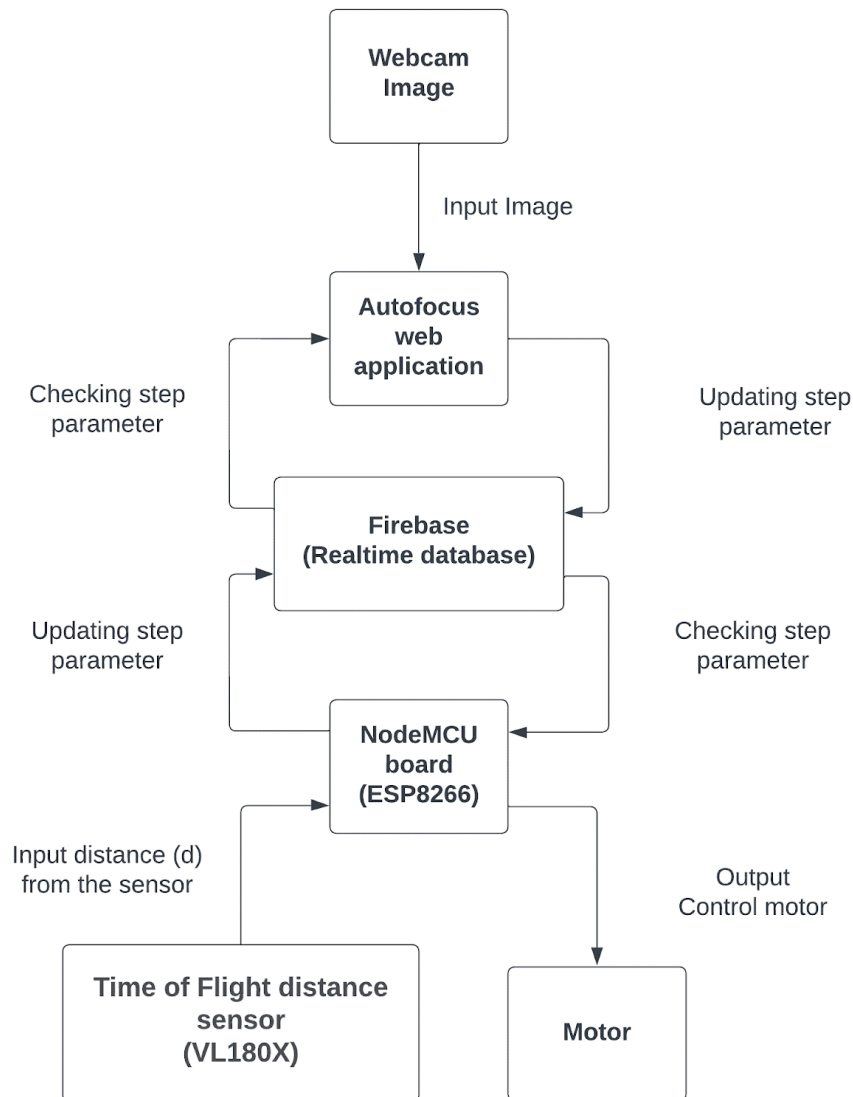 Webcam
Image
Input Image
Autofocus
web
application
Checking step
parameter
Updating step
parameter
Firebase
(Realtime database)
Updating step
parameter
Checking step
parameter
NodeMCU
board
(ESP8266)
Input distance (d)
from the sensor
Output
Control motor
Time of Flight distance
sensor
(VL180X)
Motor